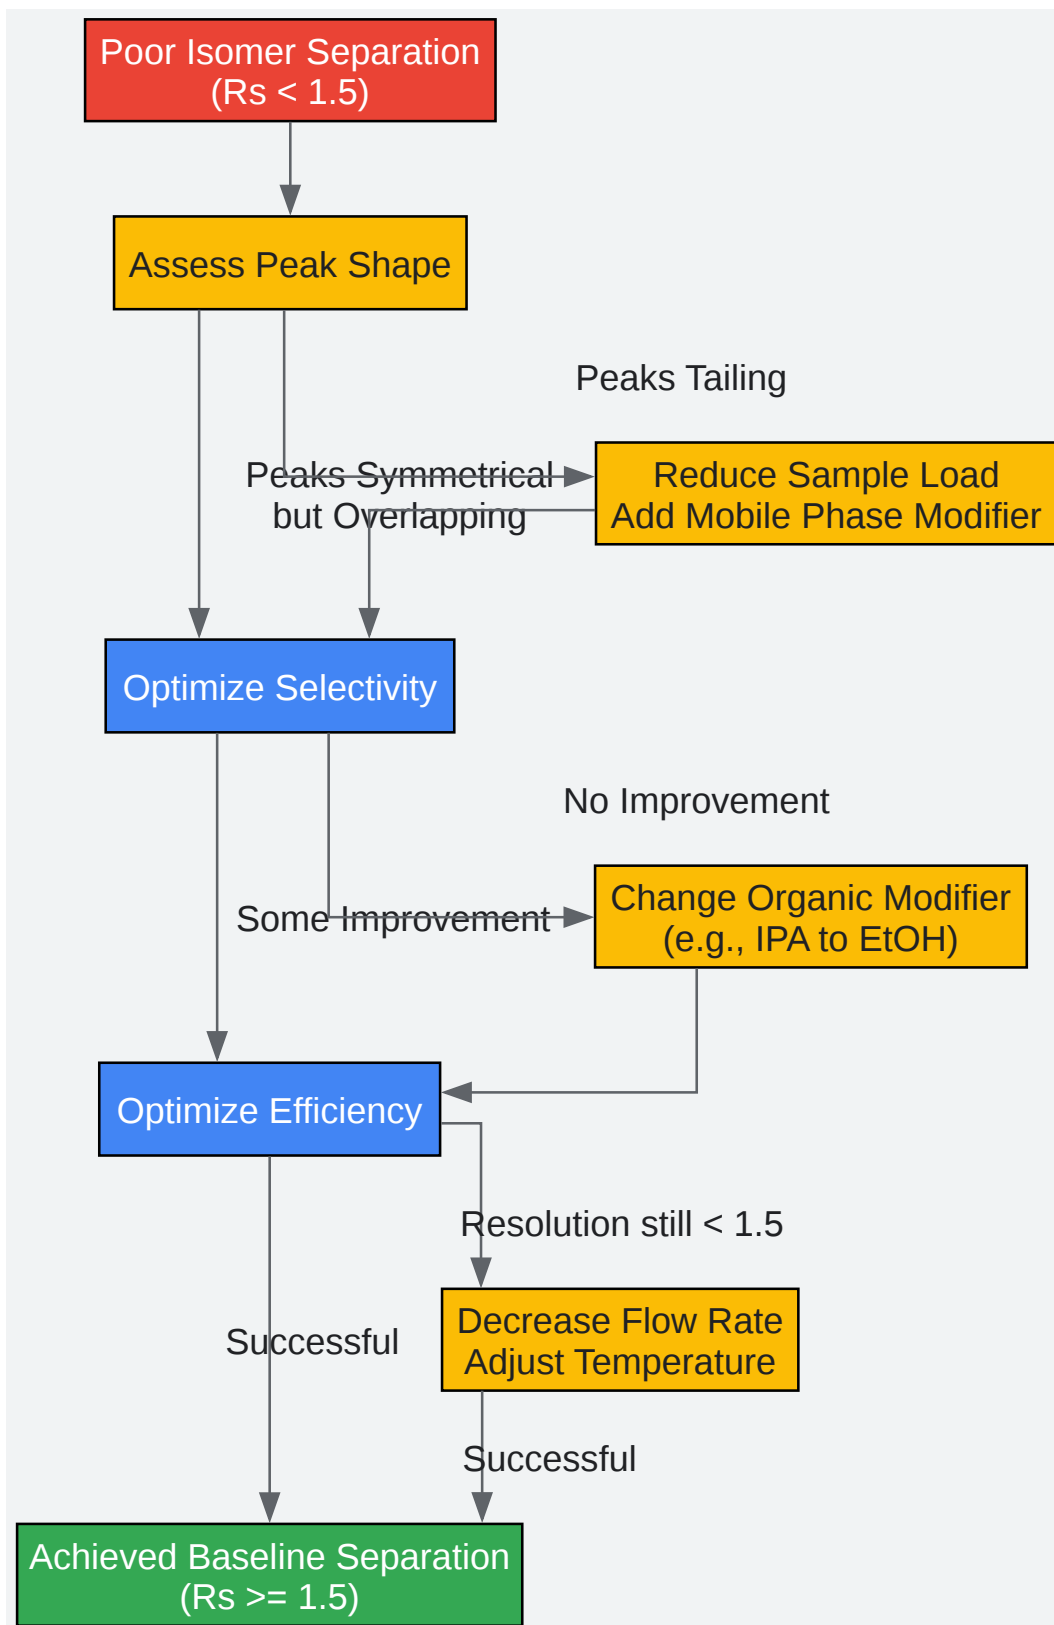 Poor Isomer Separation
(Rs < 1.5)
Assess Peak Shape
Peaks Tailing
Peaks Symmetrical
but Overlapping
Reduce Sample Load
Add Mobile Phase Modifier
Optimize Selectivity
No Improvement
Some Improvement
Change Organic Modifier
(e.g., IPA to EtOH)
Optimize Efficiency
Resolution still < 1.5
Successful
Decrease Flow Rate
Adjust Temperature
Successful
Achieved Baseline Separation
(Rs >= 1.5)